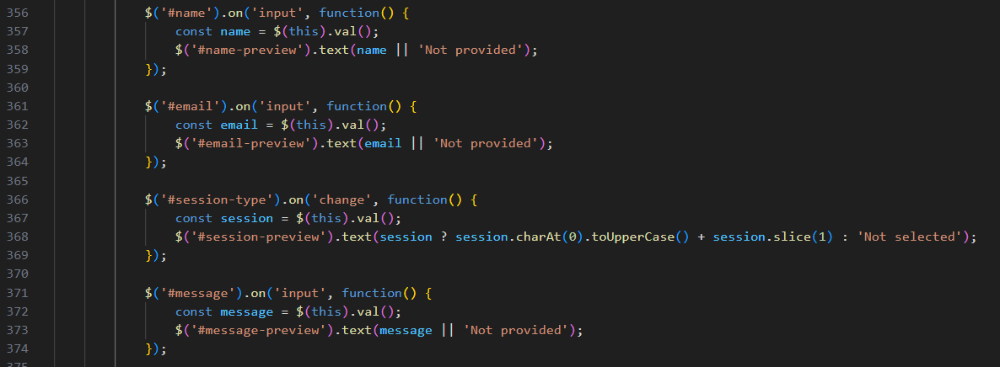 356 $('#name').on('input', function() {
357 const name = $(this).val();
358 $('#name-preview').text(name || 'Not provided');
359 });
360
361 $('#email').on('input', function() {
362 const email = $(this).val();
363 $('#email-preview').text(email || 'Not provided');
364 });
365
366 $('#session-type').on('change', function() {
367 const session = $(this).val();
368 $('#session-preview').text(session ? session.charAt(0).toUpperCase() + session.slice(1) : 'Not selected');
369 });
370
371 $('#message').on('input', function() {
372 const message = $(this).val();
373 $('#message-preview').text(message || 'Not provided');
374 });
375